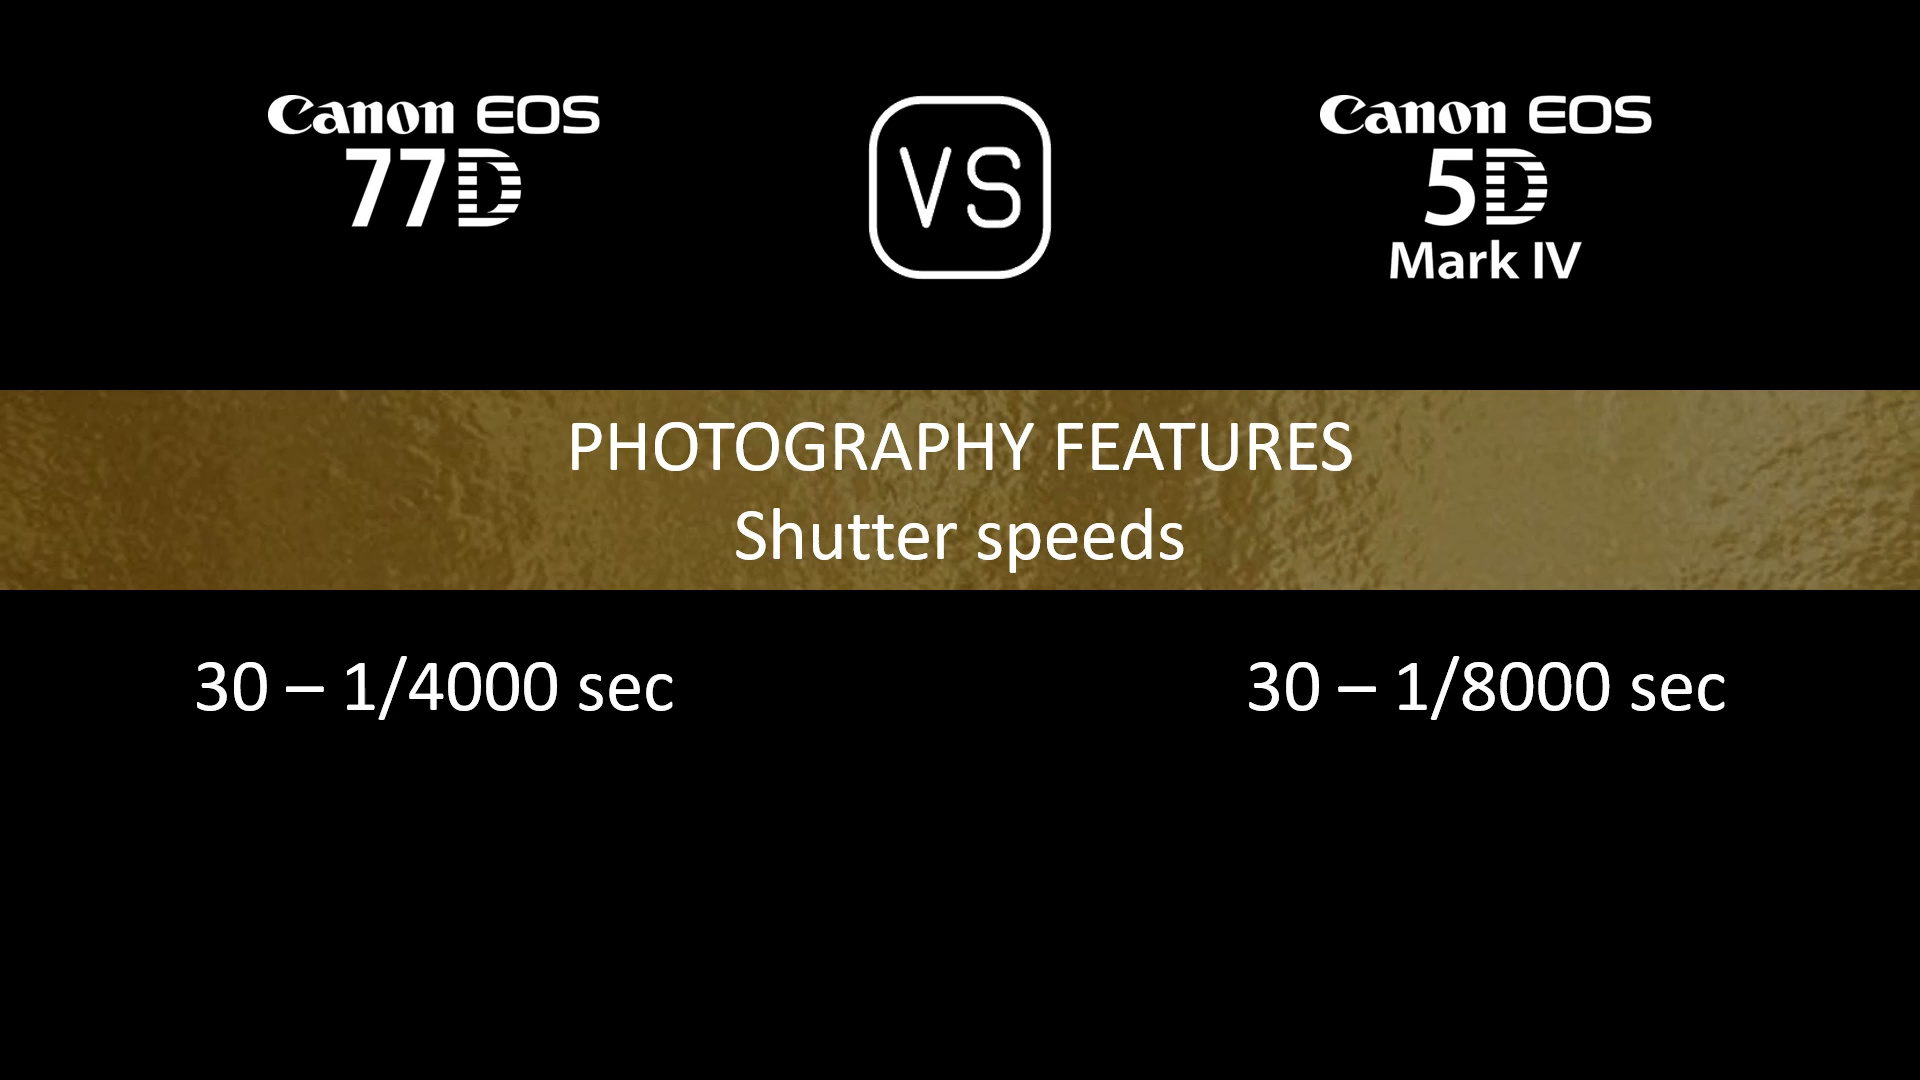 Canon EOS
77D
VS
Canon EOS
5D
Mark IV
PHOTOGRAPHY FEATURES
Shutter speeds
30 – 1/4000 sec
30 – 1/8000 sec